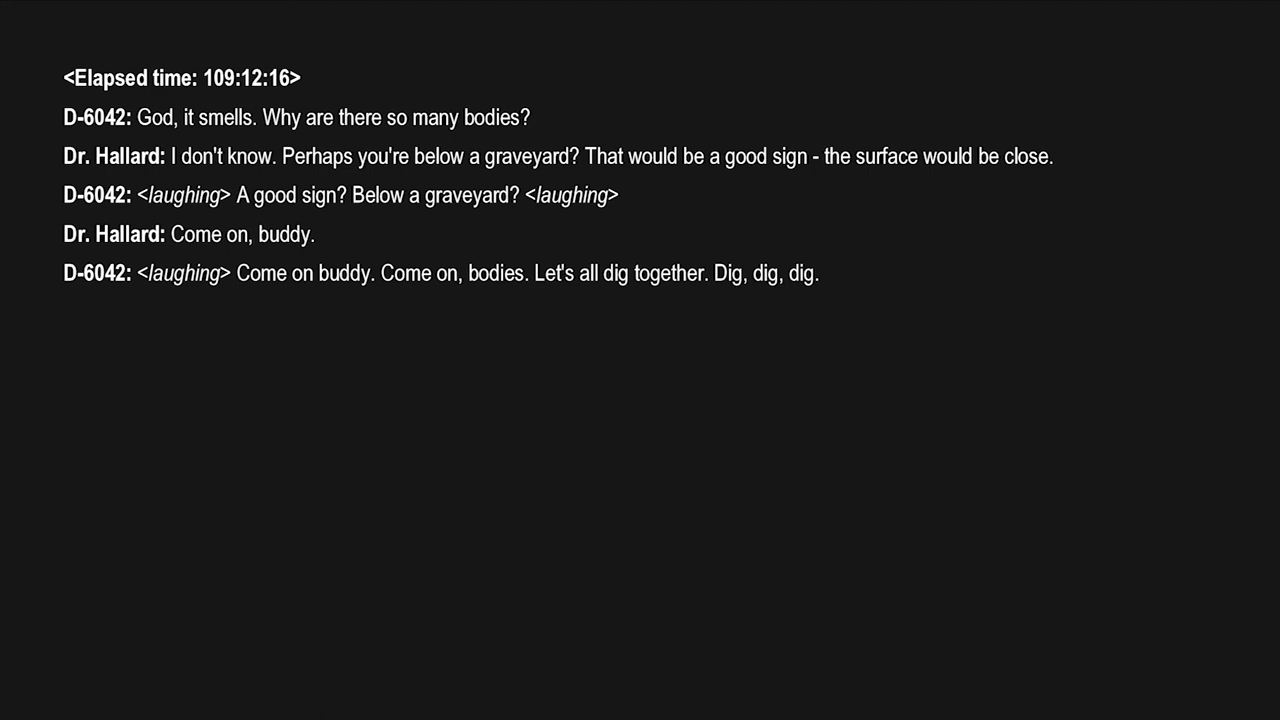 <Elapsed time: 109:12:16>
D-6042: God, it smells. Why are there so many bodies?
Dr. Hallard: I don't know. Perhaps you're below a graveyard? That would be a good sign - the surface would be close.
D-6042: <laughing> A good sign? Below a graveyard? <laughing>
Dr. Hallard: Come on, buddy.
D-6042: <laughing> Come on buddy. Come on, bodies. Let's all dig together. Dig, dig, dig.